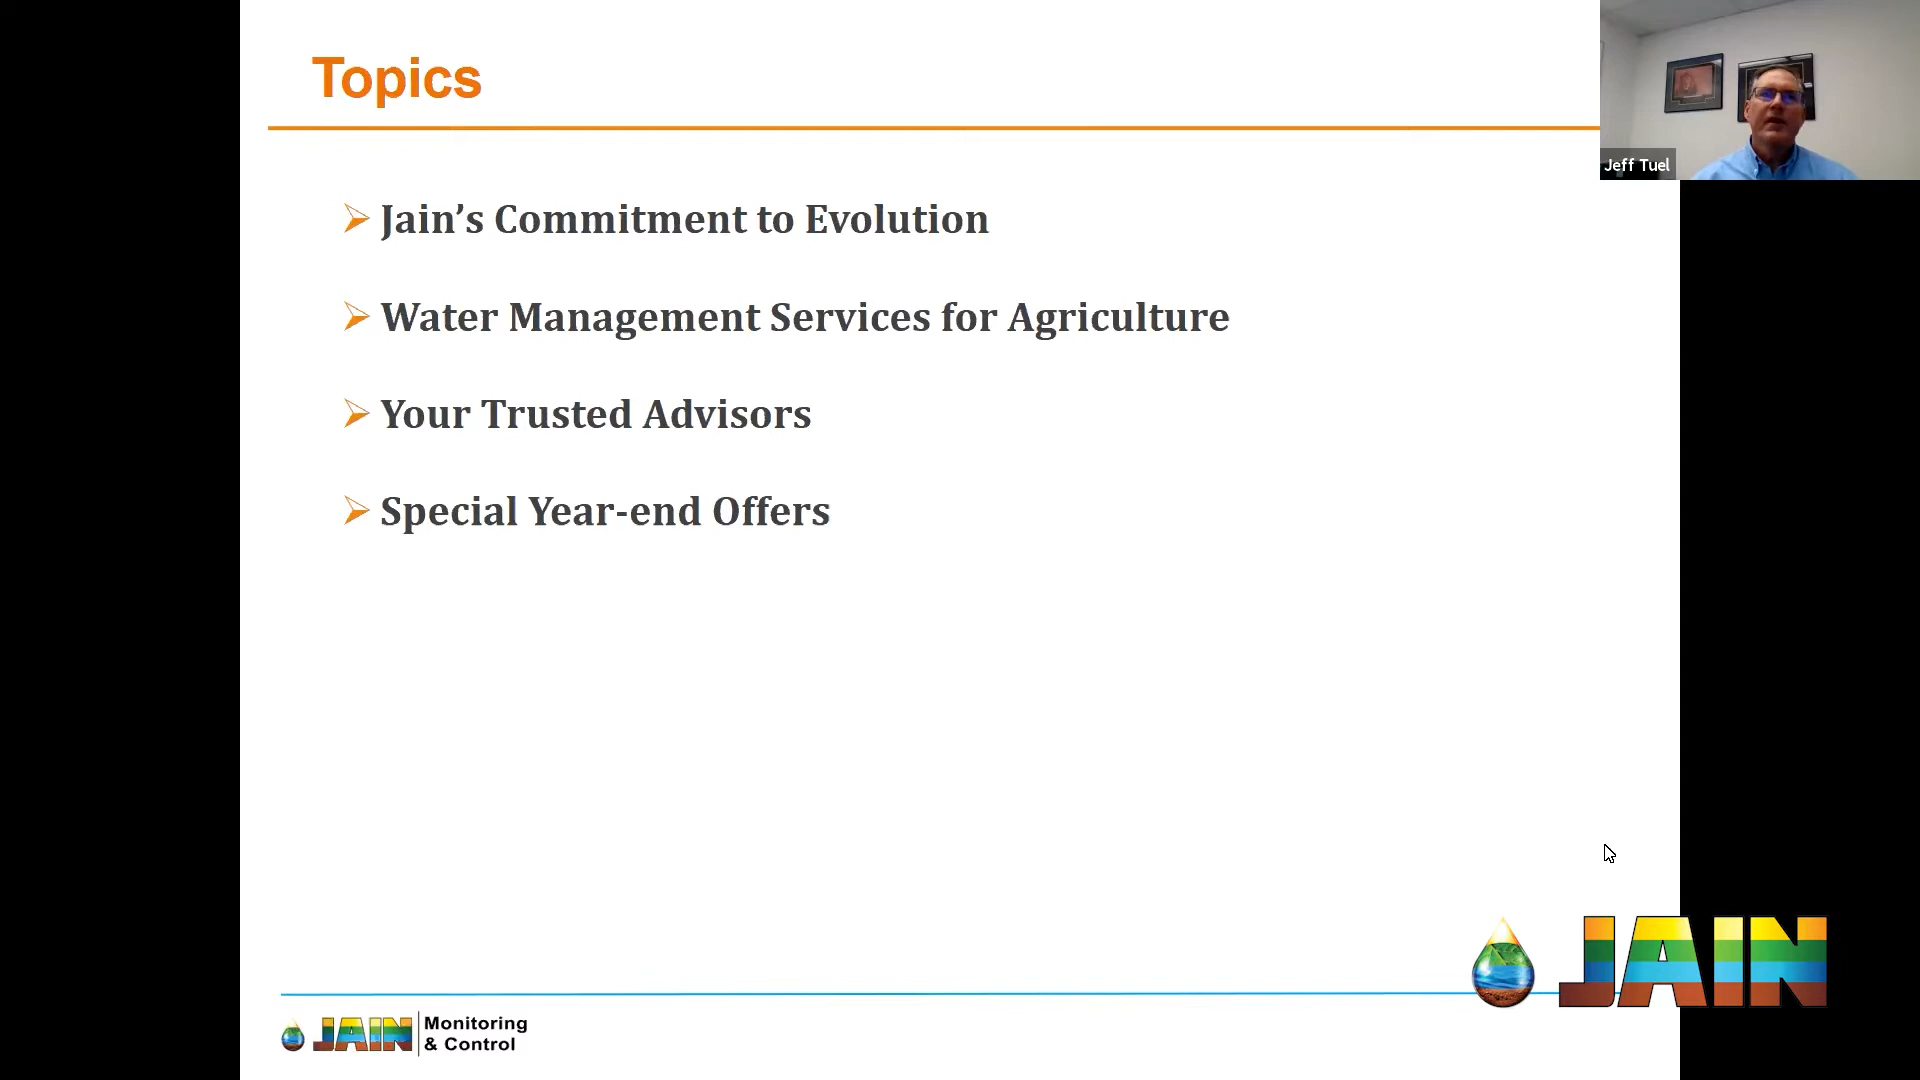 Topics
Jeff Tuel
Jain’s Commitment to Evolution
Water Management Services for Agriculture
Your Trusted Advisors
Special Year-end Offers
JAIN
JAIN Monitoring
& Control